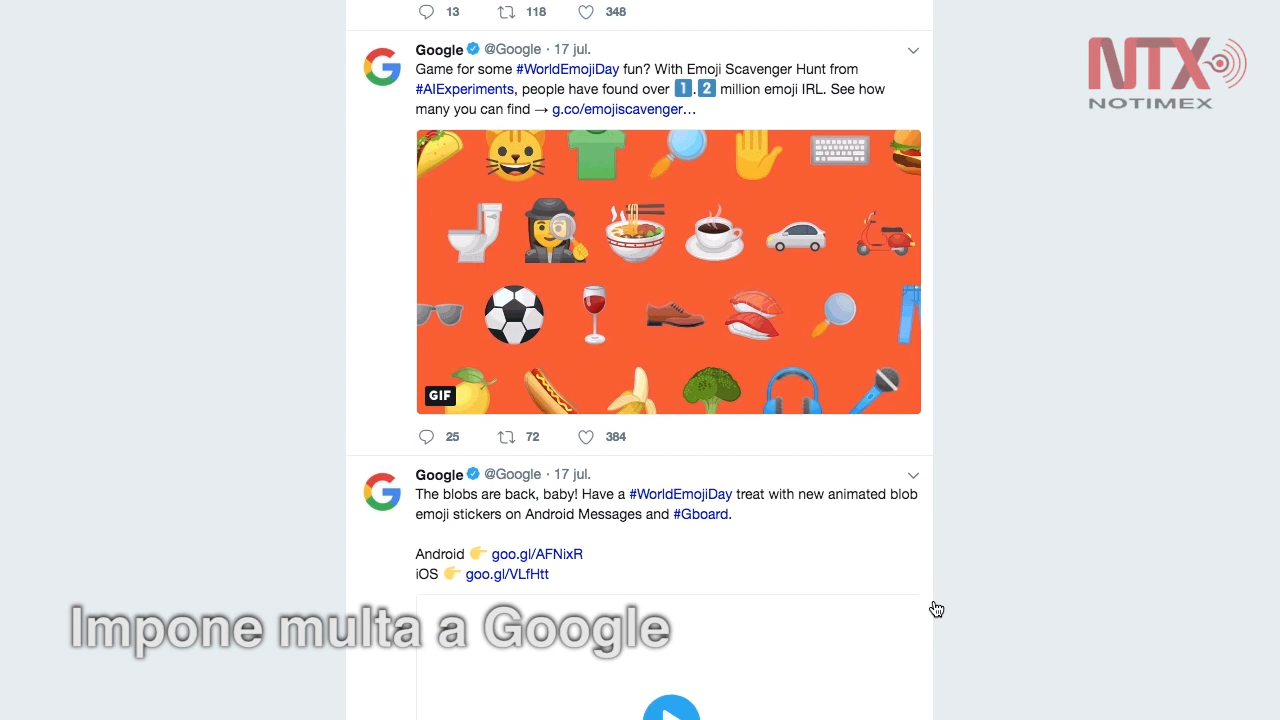 13 118 348
Google @Google · 17 jul.
Game for some #WorldEmojiDay fun? With Emoji Scavenger Hunt from
#AIExperiments, people have found over 1️⃣.2️⃣ million emoji IRL. See how
many you can find → g.co/emojiscavenger…
GIF
25 72 384
Google @Google · 17 jul.
The blobs are back, baby! Have a #WorldEmojiDay treat with new animated blob
emoji stickers on Android Messages and #Gboard.
Android 👉 goo.gl/AFNixR
iOS 👉 goo.gl/VLfHtt
Impone multa a Google
NTX
NOTIMEX